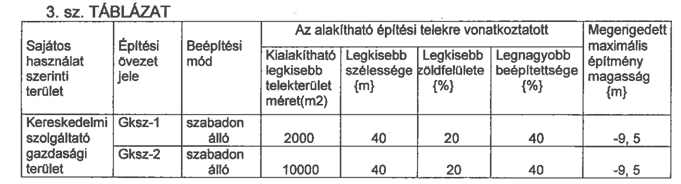 3. sz. TÁBLÁZAT
Sajátos használat szerinti terület
Építési övezet jele
Beépítési mód
Az alakítható építési telekre vonatkoztatott
Kialakítható legkisebb telekterület méret(m2)
Legkisebb szélessége {m}
Legkisebb zöldfelülete {%}
Legnagyobb beépítettsége {%}
Megengedett maximális építmény magasság {m}
Kereskedelmi szolgáltató gazdasági terület
Gksz-1 szabadon álló 2000 40 20 40 -9, 5
Gksz-2 szabadon álló 10000 40 20 40 -9, 5